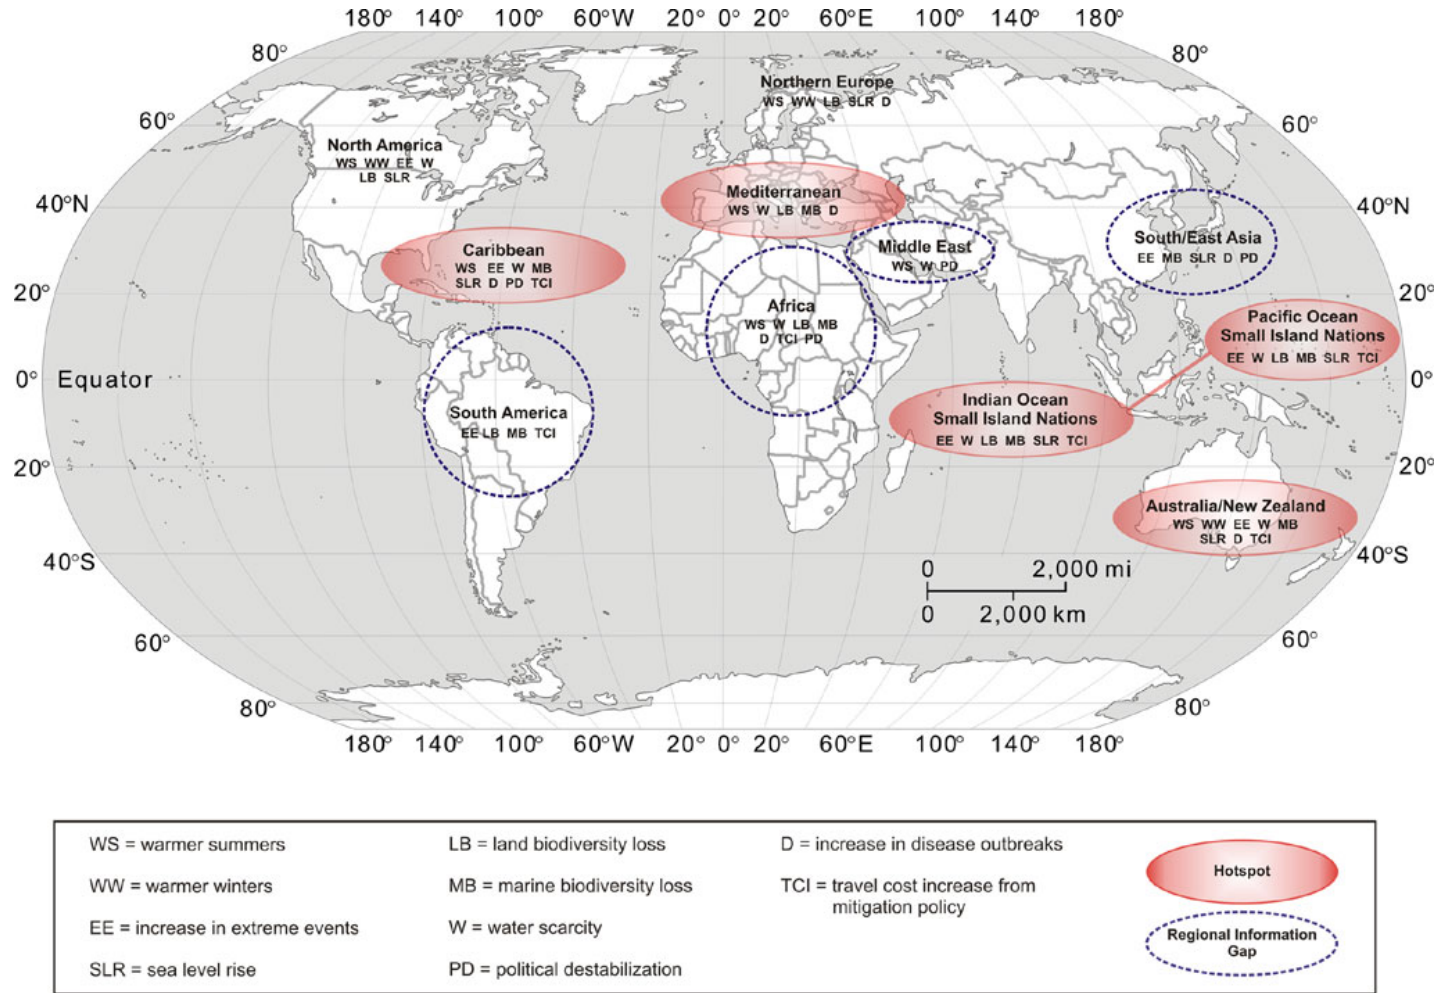 180° 140° 100° 60°W 20° 0° 20° 60°E 100° 140° 180°
80° 80°
Northern Europe
WS WW LB SLR D
60° 60°
North America
WS WW EE W
LB SLR
Mediterranean
WS W LB MB D
40°N 40°N
South/East Asia
EE MB SLR D PD
Middle East
WS W PD
Caribbean
WS EE W MB
SLR D PD TCI
20° 20°
Africa
WS W LB MB
D TCI PD
Pacific Ocean
Small Island Nations
EE W LB MB SLR TCI
0° Equator 0°
Indian Ocean
Small Island Nations
EE W LB MB SLR TCI
South America
EE LB MB TCI
20° 20°
Australia/New Zealand
WS WW EE W MB
SLR D TCI
40°S 40°S
0 2,000 mi
0 2,000 km
60° 60°
80° 80°
180° 140° 100° 60°W 20° 0° 20° 60°E 100° 140° 180°
WS = warmer summers
WW = warmer winters
EE = increase in extreme events
SLR = sea level rise
LB = land biodiversity loss
MB = marine biodiversity loss
W = water scarcity
PD = political destabilization
D = increase in disease outbreaks
TCI = travel cost increase from
mitigation policy
Hotspot
Regional Information
Gap